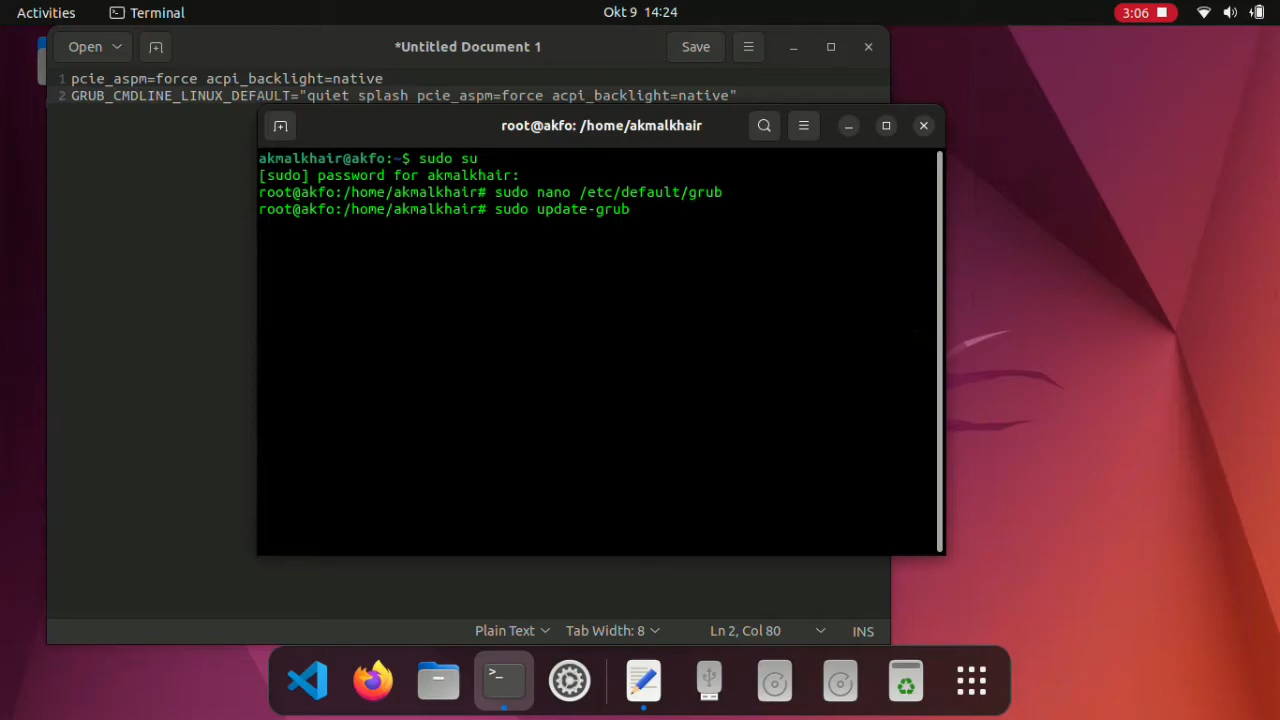 Activities Terminal Okt 9 14:24 3:06
Open *Untitled Document 1 Save
1 pcie_aspm=force acpi_backlight=native
2 GRUB_CMDLINE_LINUX_DEFAULT="quiet splash pcie_aspm=force acpi_backlight=native"
root@akfo: /home/akmalkhair
akmalkhair@akfo:~$ sudo su
[sudo] password for akmalkhair:
root@akfo:/home/akmalkhair# sudo nano /etc/default/grub
root@akfo:/home/akmalkhair# sudo update-grub
Plain Text Tab Width: 8 Ln 2, Col 80 INS